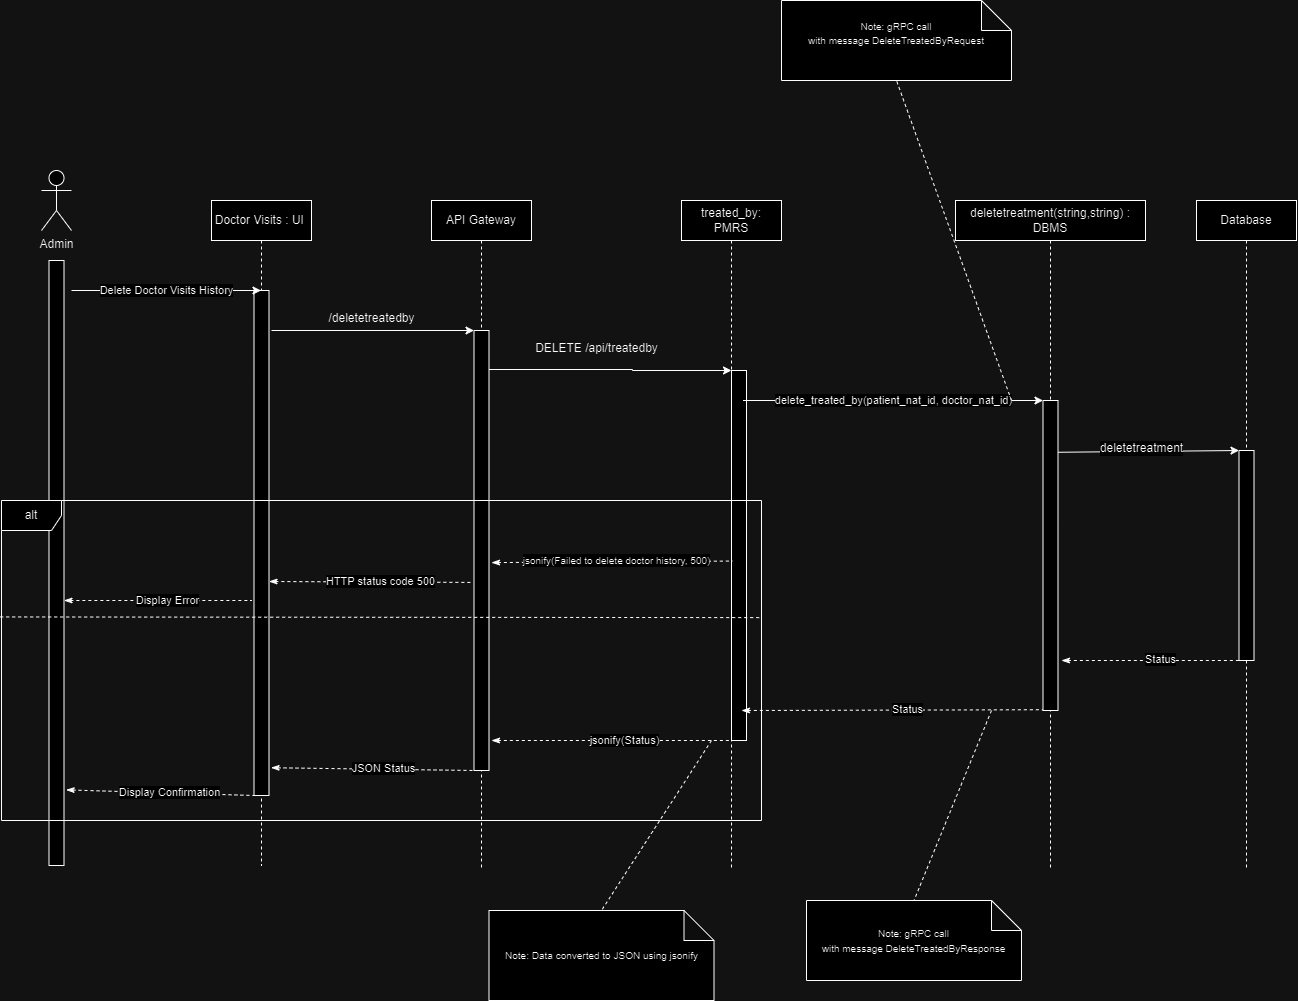 Note: gRPC call
with message DeleteTreatedByRequest
Admin
Doctor Visits : UI
API Gateway
treated_by:
PMRS
deletetreatment(string,string) :
DBMS
Database
Delete Doctor Visits History
/deletetreatedby
DELETE /api/treatedby
delete_treated_by(patient_nat_id, doctor_nat_id)
deletetreatment
alt
jsonify(Failed to delete doctor history, 500)
HTTP status code 500
Display Error
Status
Status
jsonify(Status)
JSON Status
Display Confirmation
Note: Data converted to JSON using jsonify
Note: gRPC call
with message DeleteTreatedByResponse